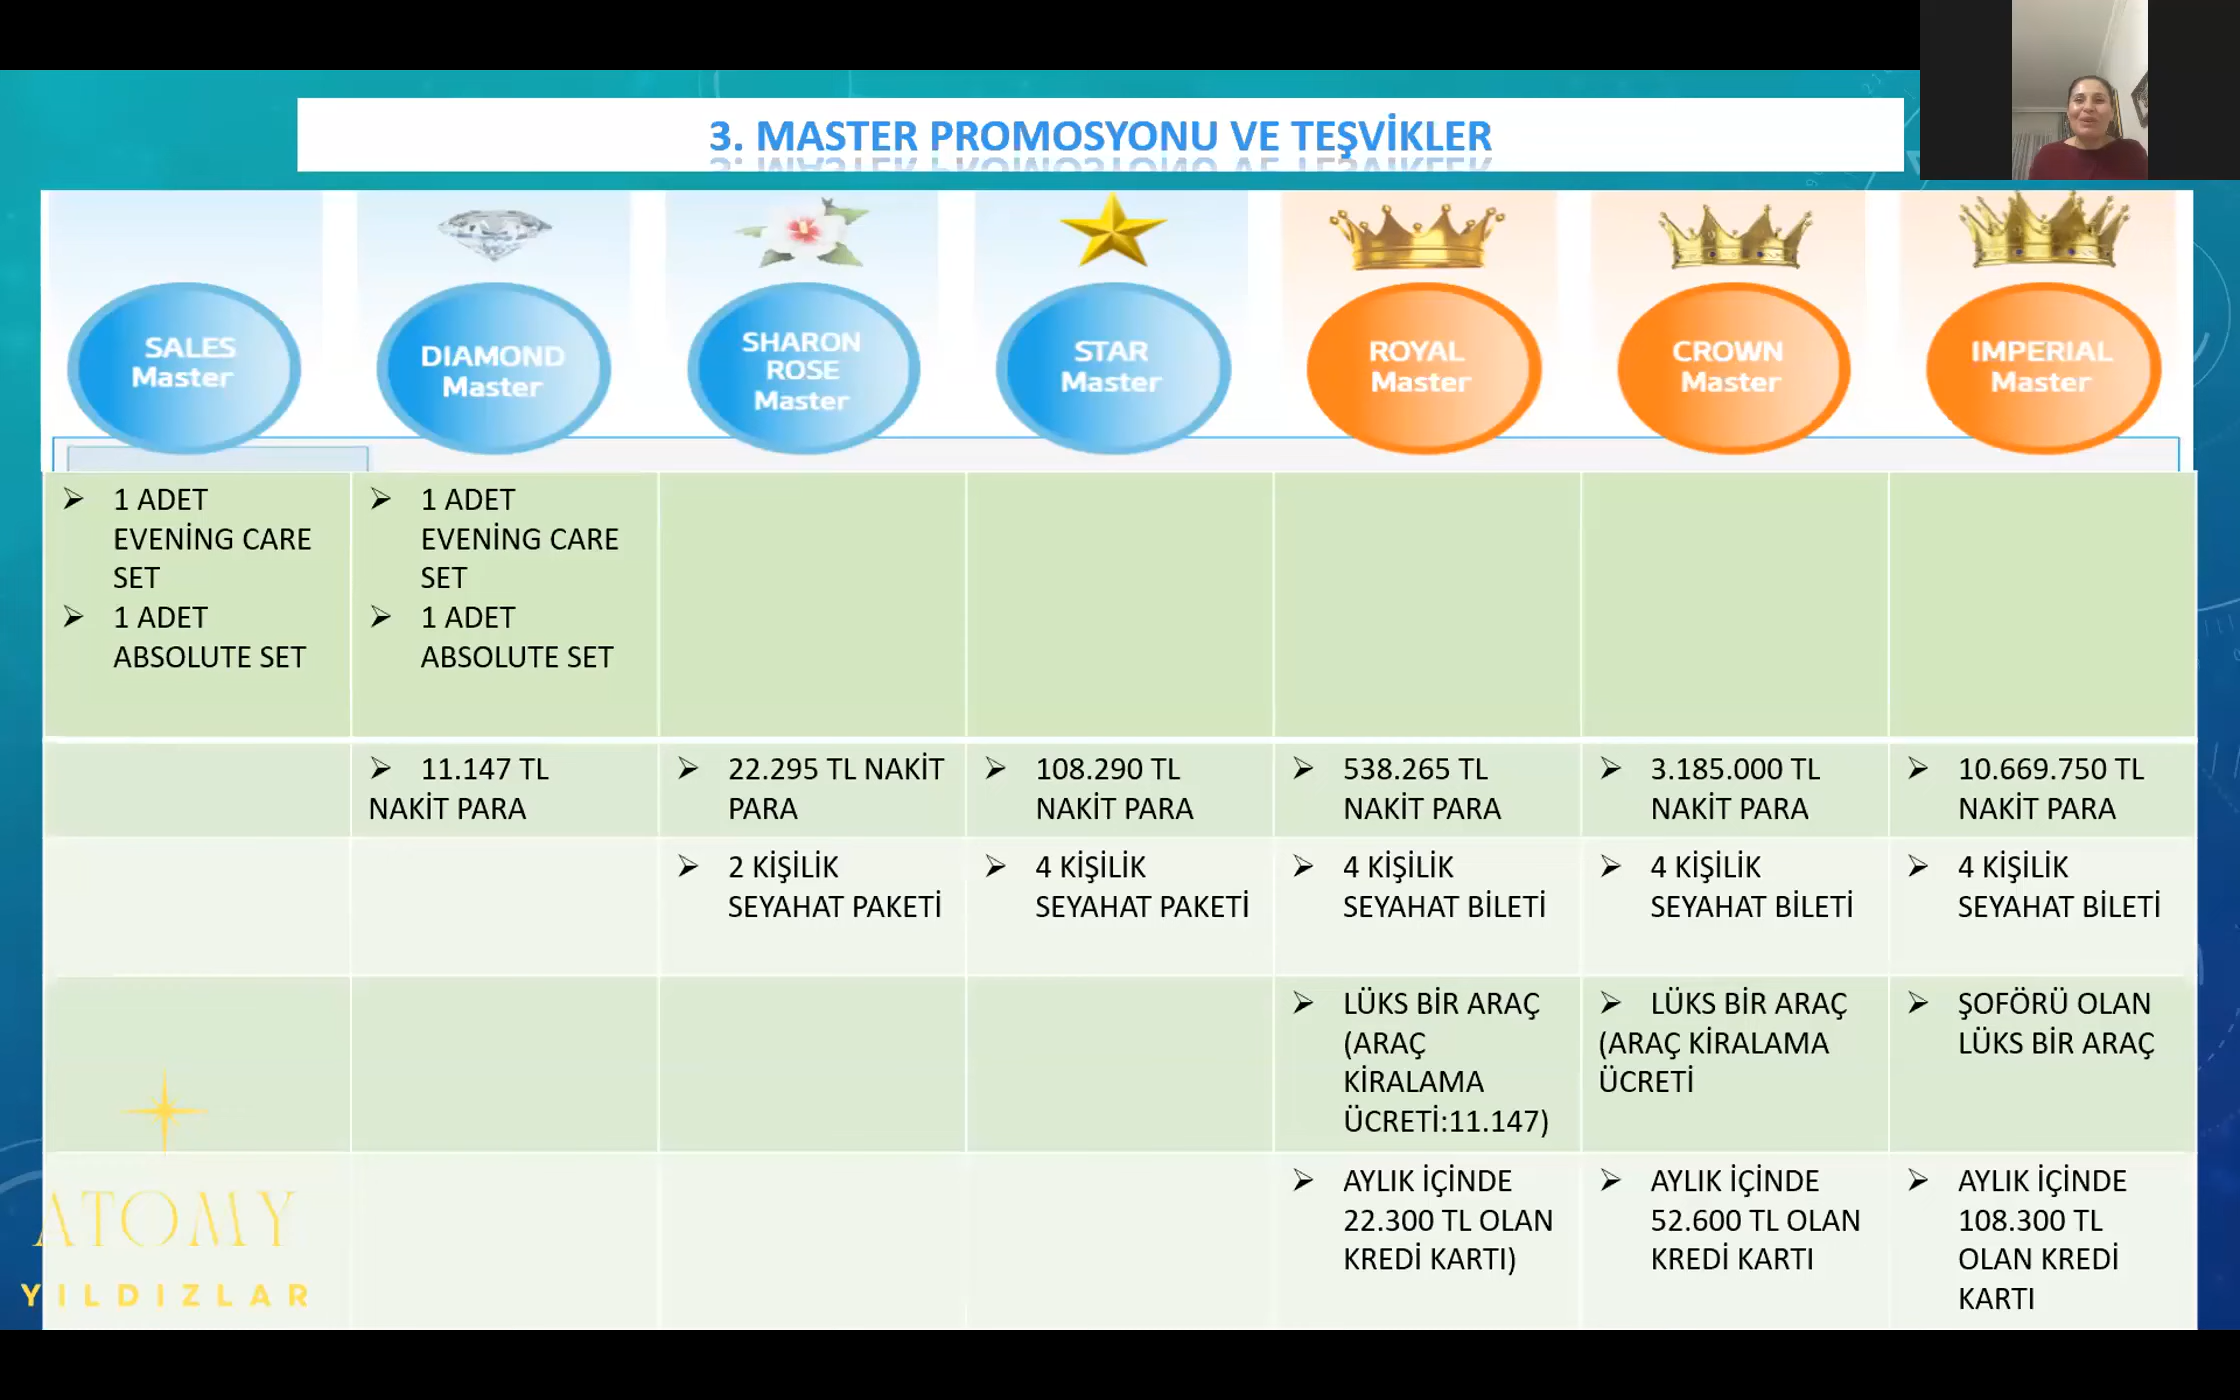 3. MASTER PROMOSYONU VE TEŞVİKLER
SALES
Master
DIAMOND
Master
SHARON
ROSE
Master
STAR
Master
ROYAL
Master
CROWN
Master
IMPERIAL
Master
➢ 1 ADET
EVENİNG CARE
SET
➢ 1 ADET
ABSOLUTE SET
➢ 1 ADET
EVENİNG CARE
SET
➢ 1 ADET
ABSOLUTE SET
➢ 11.147 TL
NAKİT PARA
➢ 22.295 TL NAKİT
PARA
➢ 108.290 TL
NAKİT PARA
➢ 538.265 TL
NAKİT PARA
➢ 3.185.000 TL
NAKİT PARA
➢ 10.669.750 TL
NAKİT PARA
➢ 2 KİŞİLİK
SEYAHAT PAKETİ
➢ 4 KİŞİLİK
SEYAHAT PAKETİ
➢ 4 KİŞİLİK
SEYAHAT BİLETİ
➢ 4 KİŞİLİK
SEYAHAT BİLETİ
➢ 4 KİŞİLİK
SEYAHAT BİLETİ
➢ LÜKS BİR ARAÇ
(ARAÇ
KİRALAMA
ÜCRETİ:11.147)
➢ LÜKS BİR ARAÇ
(ARAÇ KİRALAMA
ÜCRETİ
➢ ŞOFÖRÜ OLAN
LÜKS BİR ARAÇ
➢ AYLIK İÇİNDE
22.300 TL OLAN
KREDİ KARTI)
➢ AYLIK İÇİNDE
52.600 TL OLAN
KREDİ KARTI
➢ AYLIK İÇİNDE
108.300 TL
OLAN KREDİ
KARTI
ATOMY
YILDIZLAR